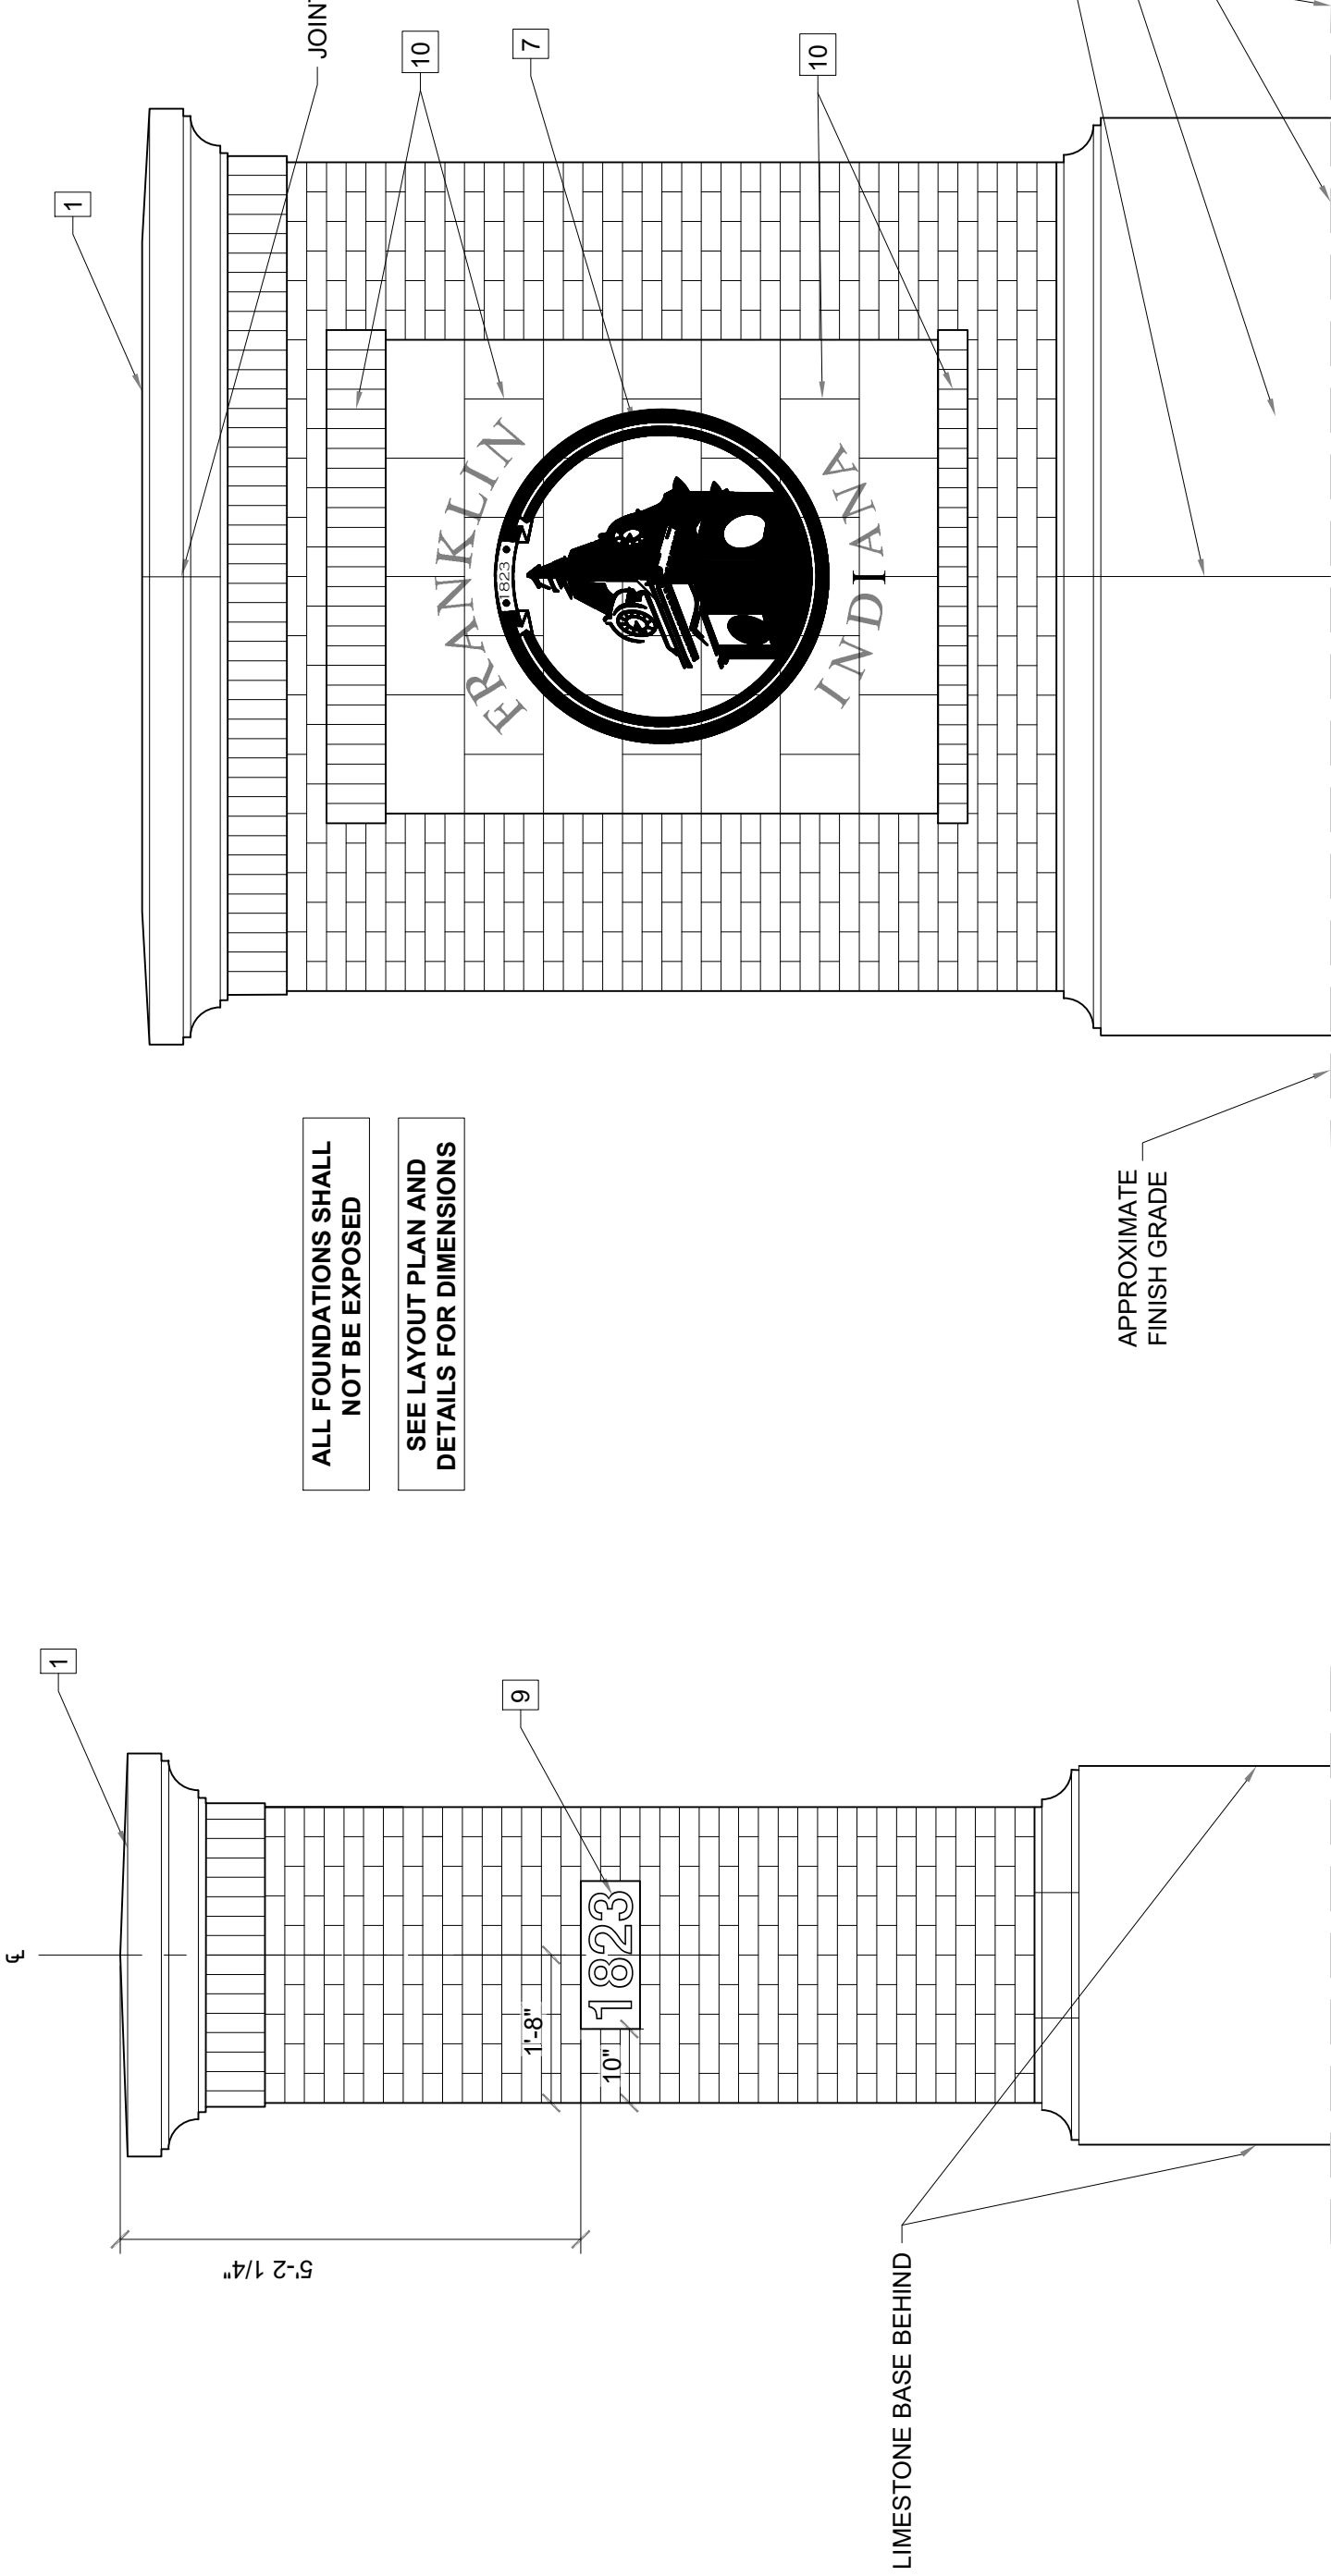 1
JOINT
10
7
10
FRANKLIN
• 1823 •
INDIANA
ALL FOUNDATIONS SHALL
NOT BE EXPOSED
SEE LAYOUT PLAN AND
DETAILS FOR DIMENSIONS
APPROXIMATE
FINISH GRADE
1
9
1823
1'-8"
10"
5'-2 1/4"
LIMESTONE BASE BEHIND